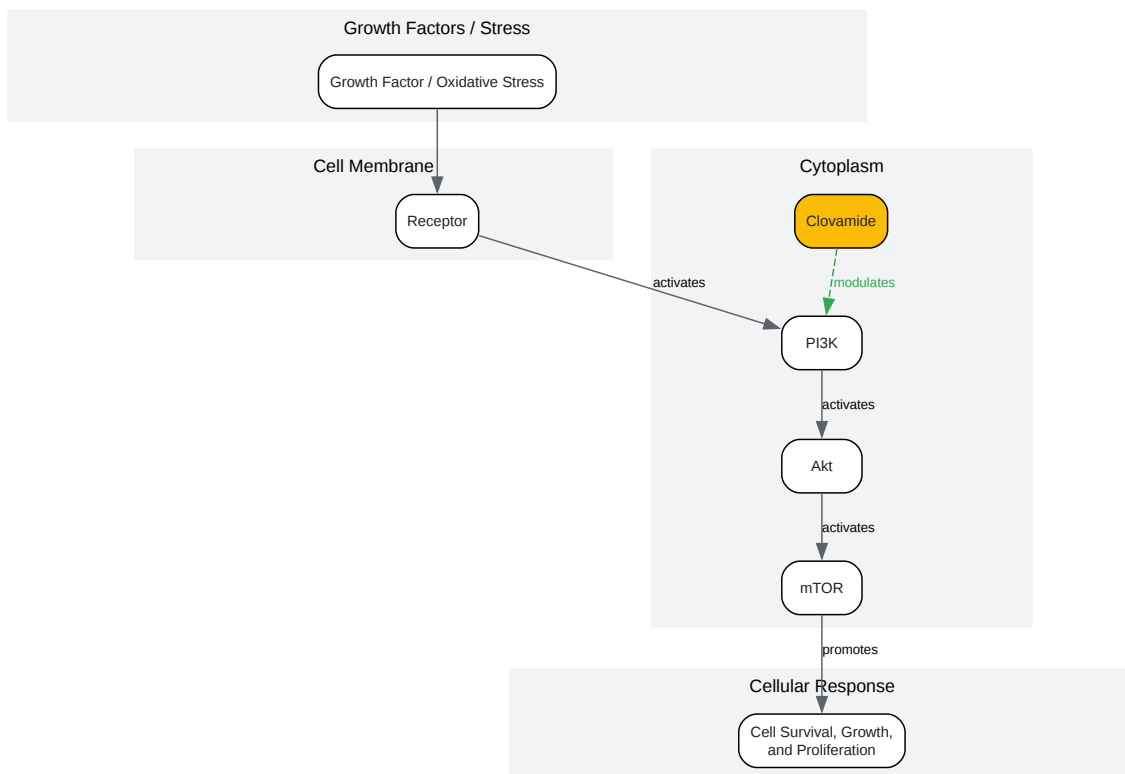 Growth Factors / Stress
Growth Factor / Oxidative Stress
Cell Membrane
Cytoplasm
Receptor
Clovamide
activates
modulates
PI3K
activates
Akt
activates
mTOR
promotes
Cellular Response
Cell Survival, Growth,
and Proliferation